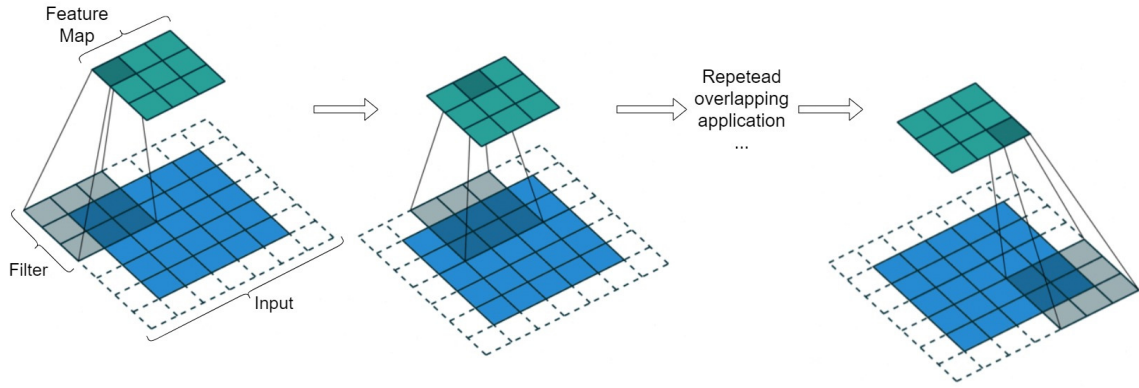 Feature
Map
Filter
Input
Repetead
overlapping
application
...